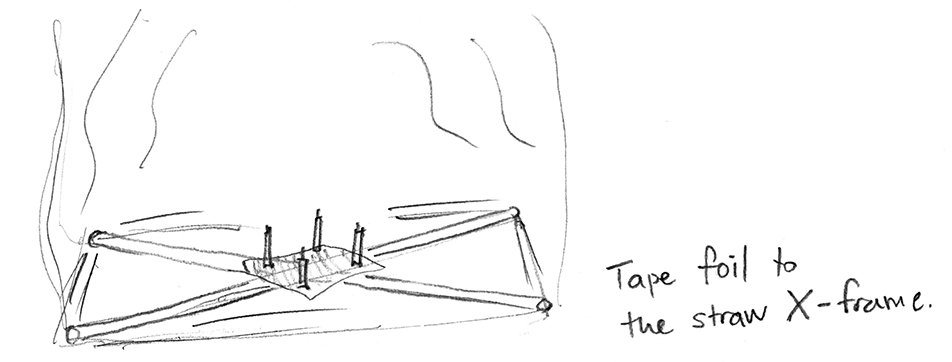 Tape foil to
the straw X-frame.